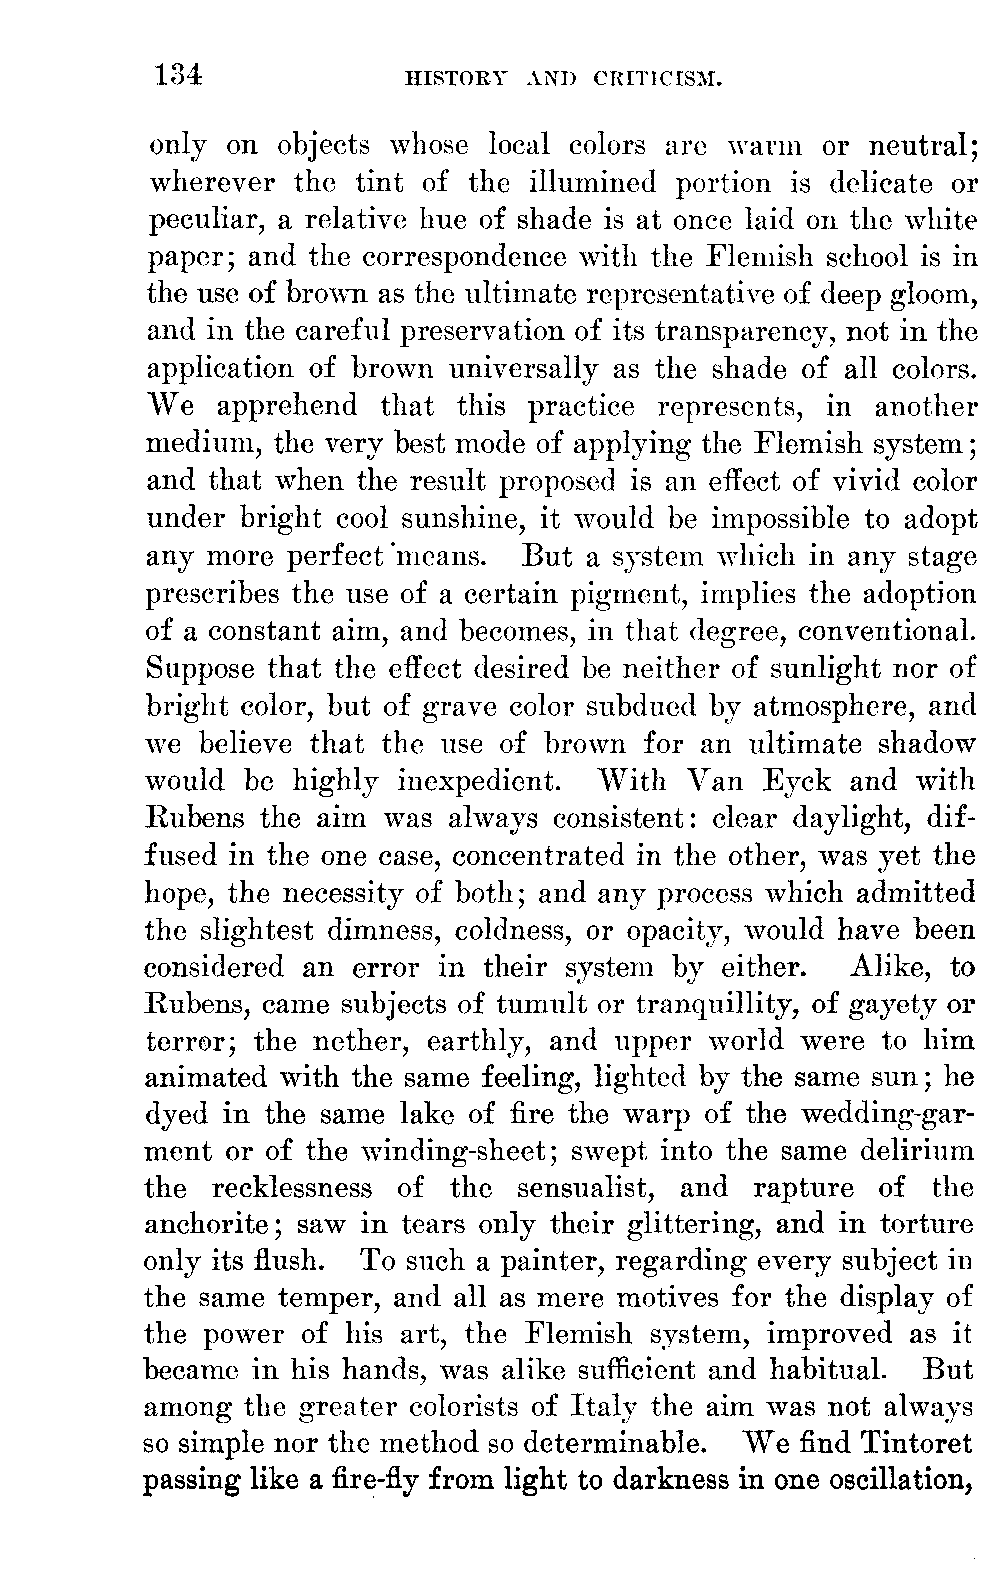 134 HISTORY AND CRITICISM.
only on objects whose local colors are warm or neutral;
wherever the tint of the illumined portion is delicate or
peculiar, a relative hue of shade is at once laid on the white
paper; and the correspondence with the Flemish school is in
the use of brown as the ultimate representative of deep gloom,
and in the careful preservation of its transparency, not in the
application of brown universally as the shade of all colors.
We apprehend that this practice represents, in another
medium, the very best mode of applying the Flemish system;
and that when the result proposed is an effect of vivid color
under bright cool sunshine, it would be impossible to adopt
any more perfect means. But a system which in any stage
prescribes the use of a certain pigment, implies the adoption
of a constant aim, and becomes, in that degree, conventional.
Suppose that the effect desired be neither of sunlight nor of
bright color, but of grave color subdued by atmosphere, and
we believe that the use of brown for an ultimate shadow
would be highly inexpedient. With Van Eyck and with
Rubens the aim was always consistent: clear daylight, dif-
fused in the one case, concentrated in the other, was yet the
hope, the necessity of both; and any process which admitted
the slightest dimness, coldness, or opacity, would have been
considered an error in their system by either. Alike, to
Rubens, came subjects of tumult or tranquillity, of gayety or
terror; the nether, earthly, and upper world were to him
animated with the same feeling, lighted by the same sun; he
dyed in the same lake of fire the warp of the wedding-gar-
ment or of the winding-sheet; swept into the same delirium
the recklessness of the sensualist, and rapture of the
anchorite; saw in tears only their glittering, and in torture
only its flush. To such a painter, regarding every subject in
the same temper, and all as mere motives for the display of
the power of his art, the Flemish system, improved as it
became in his hands, was alike sufficient and habitual. But
among the greater colorists of Italy the aim was not always
so simple nor the method so determinable. We find Tintoret
passing like a fire-fly from light to darkness in one oscillation,